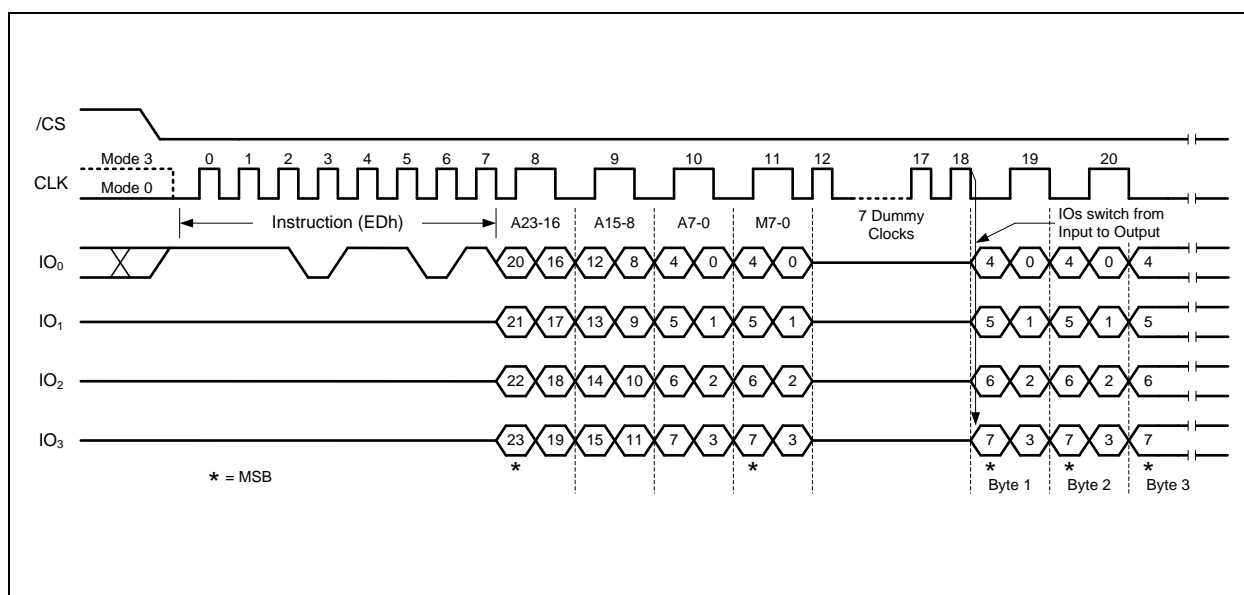 /CS
Mode 3 0 1 2 3 4 5 6 7 8 9 10 11 12 17 18 19 20
CLK Mode 0
Instruction (EDh) A23-16 A15-8 A7-0 M7-0 7 Dummy Clocks IOs switch from Input to Output
IO0 20 16 12 8 4 0 4 0 4 0 4 0 4
IO1 21 17 13 9 5 1 5 1 5 1 5 1 5
IO2 22 18 14 10 6 2 6 2 6 2 6 2 6
IO3 23 19 15 11 7 3 7 3 7 3 7 3 7
* * * * *
* = MSB Byte 1 Byte 2 Byte 3